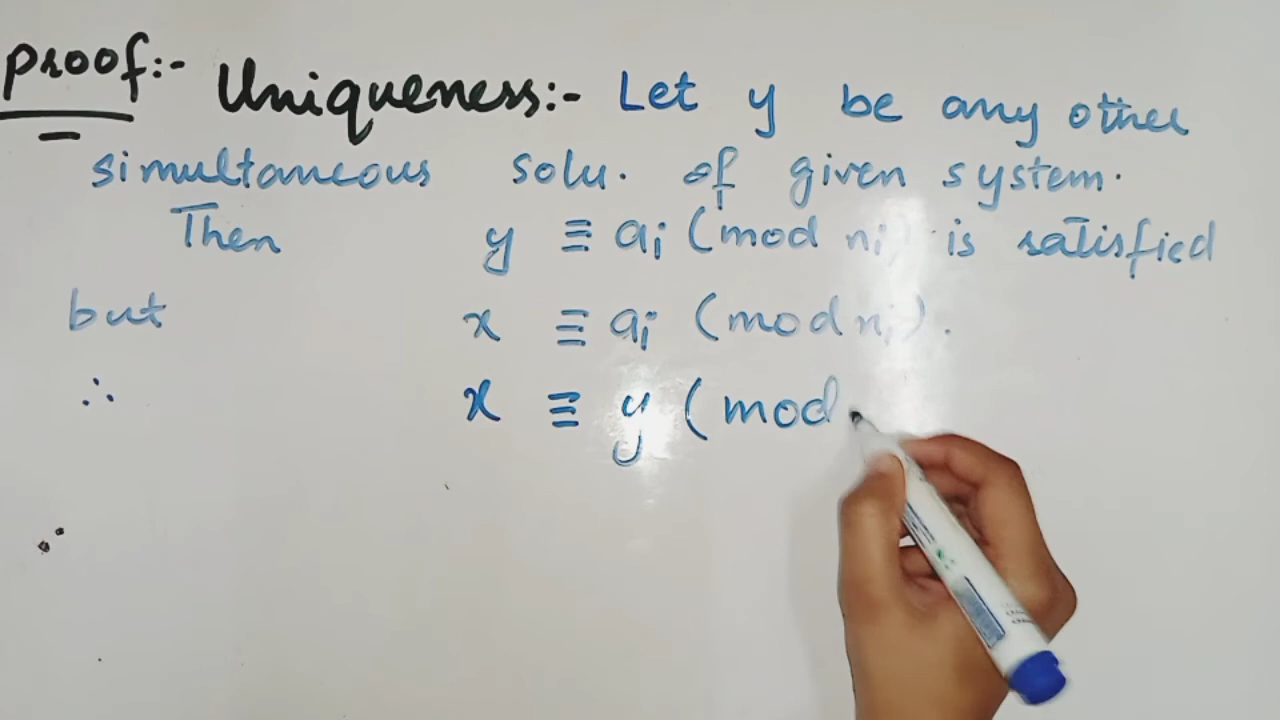 Proof:- Uniqueness:- Let y be any other
simultaneous solu. of given system.
Then y ≡ aᵢ (mod nᵢ) is satisfied
but x ≡ aᵢ (mod nᵢ).
∴ x ≡ y (mod